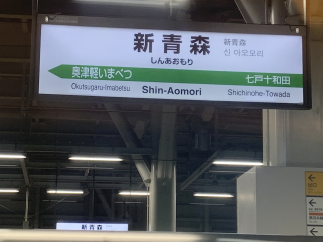 新青森
しんあおもり
新青森
신 아오모리
奥津軽いまべつ
七戸十和田
Okutsugaru-Imabetsu
Shin-Aomori
Shichinohe-Towada
新青森